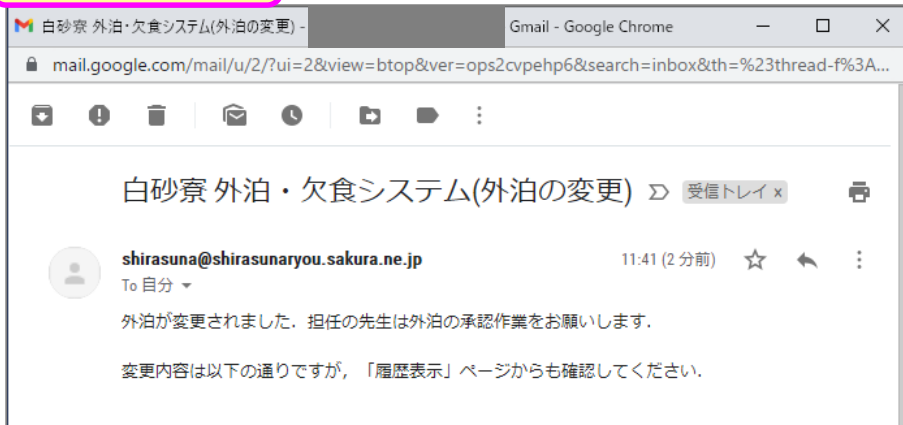 白砂寮 外泊・欠食システム(外泊の変更) -
Gmail - Google Chrome
mail.google.com/mail/u/2/?ui=2&view=btop&ver=ops2cvpehp6&search=inbox&th=%23thread-f%3A...
白砂寮 外泊・欠食システム(外泊の変更)
受信トレイ x
shirasuna@shirasunaryou.sakura.ne.jp
11:41 (2 分前)
To 自分
外泊が変更されました．担任の先生は外泊の承認作業をお願いします．
変更内容は以下の通りですが，「履歴表示」ページからも確認してください．